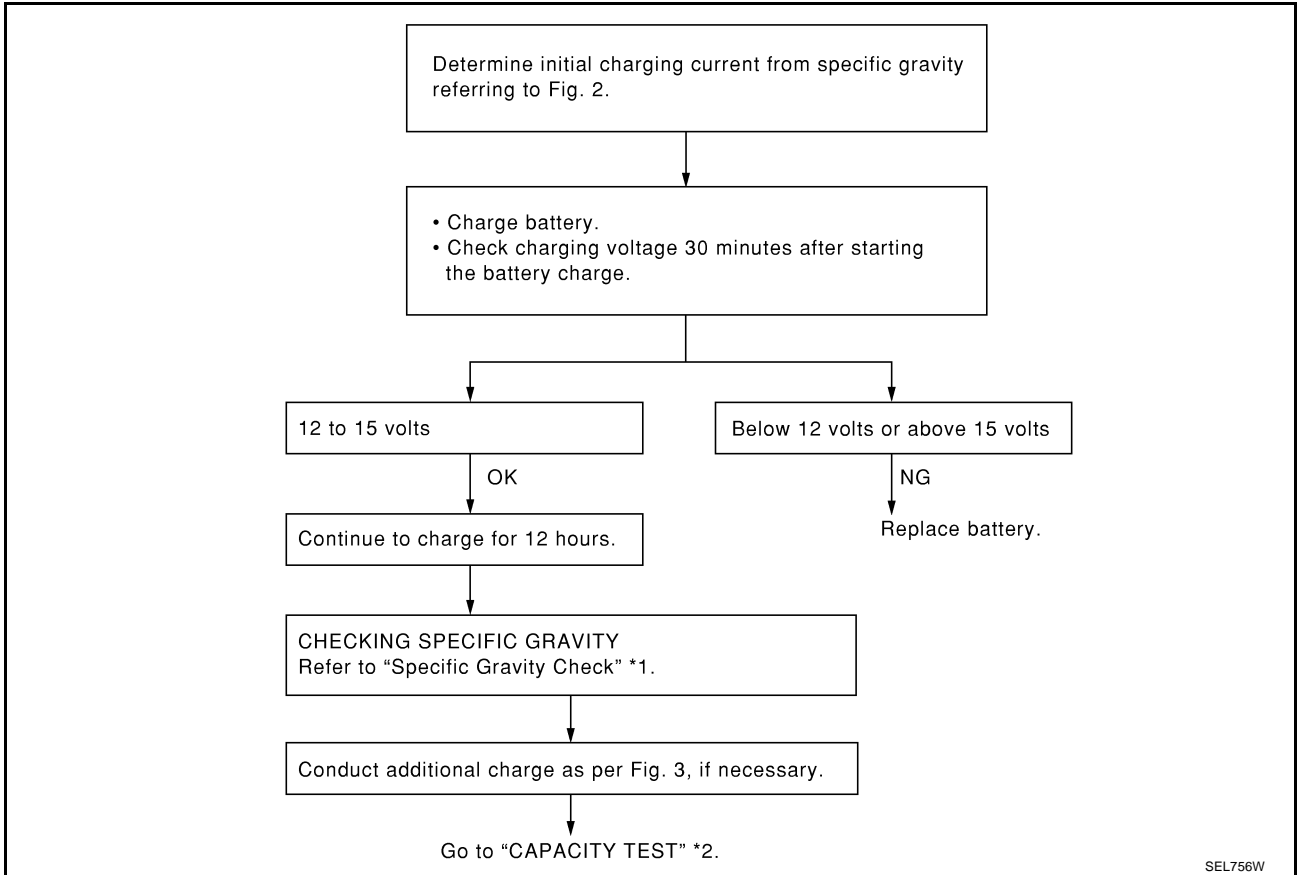 Determine initial charging current from specific gravity
referring to Fig. 2.
• Charge battery.
• Check charging voltage 30 minutes after starting
the battery charge.
12 to 15 volts
Below 12 volts or above 15 volts
OK
NG
Continue to charge for 12 hours.
Replace battery.
CHECKING SPECIFIC GRAVITY
Refer to “Specific Gravity Check” *1.
Conduct additional charge as per Fig. 3, if necessary.
Go to “CAPACITY TEST” *2.
SEL756W